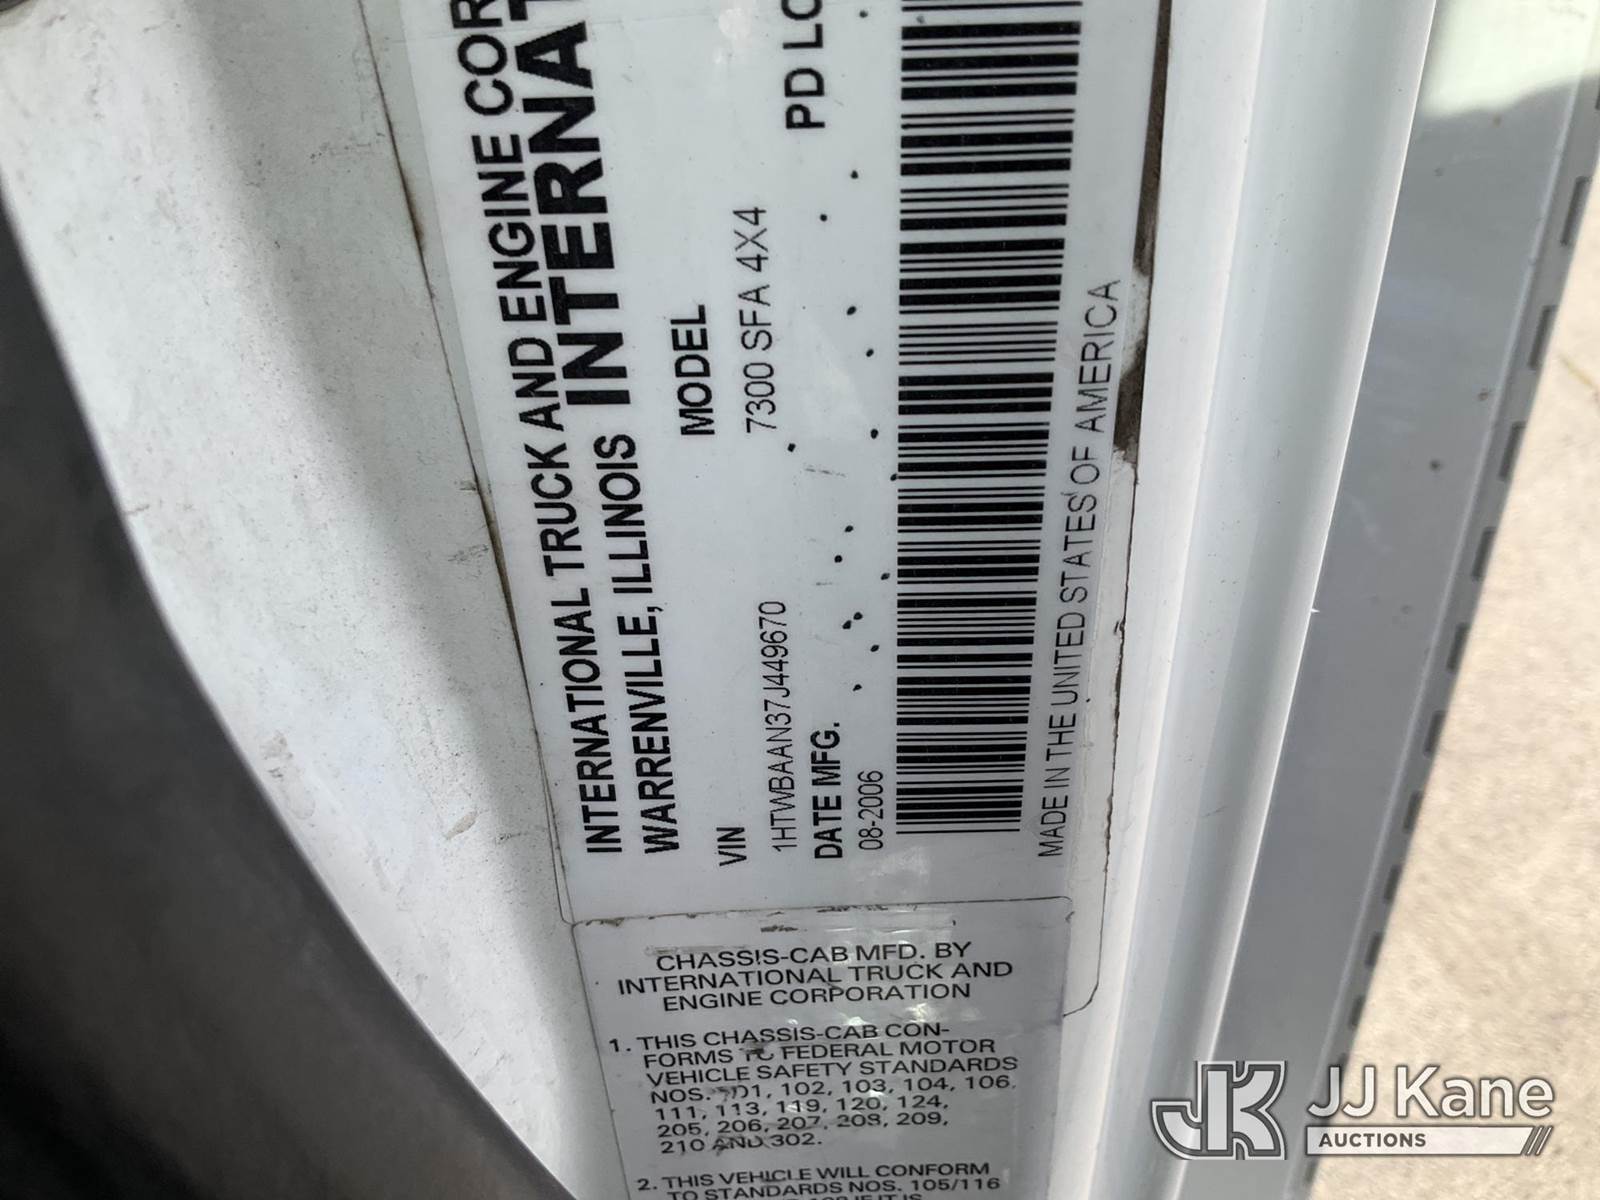 INTERNATIONAL TRUCK AND ENGINE COR
WARRENVILLE, ILLINOIS INTERNAT
MODEL
7300 SFA 4X4
PD LO
VIN
1HTWBAAN37J449670
DATE MFG.
08-2006
MADE IN THE UNITED STATES OF AMERICA
CHASSIS-CAB MFD. BY
INTERNATIONAL TRUCK AND
ENGINE CORPORATION
1. THIS CHASSIS-CAB CON-
FORMS TO FEDERAL MOTOR
VEHICLE SAFETY STANDARDS
NOS. 101, 102, 103, 104, 106,
111, 113, 119, 120, 124,
205, 206, 207, 208, 209,
210 AND 302.
2. THIS VEHICLE WILL CONFORM
TO STANDARDS NOS. 105/116
JK JJ Kane
AUCTIONS